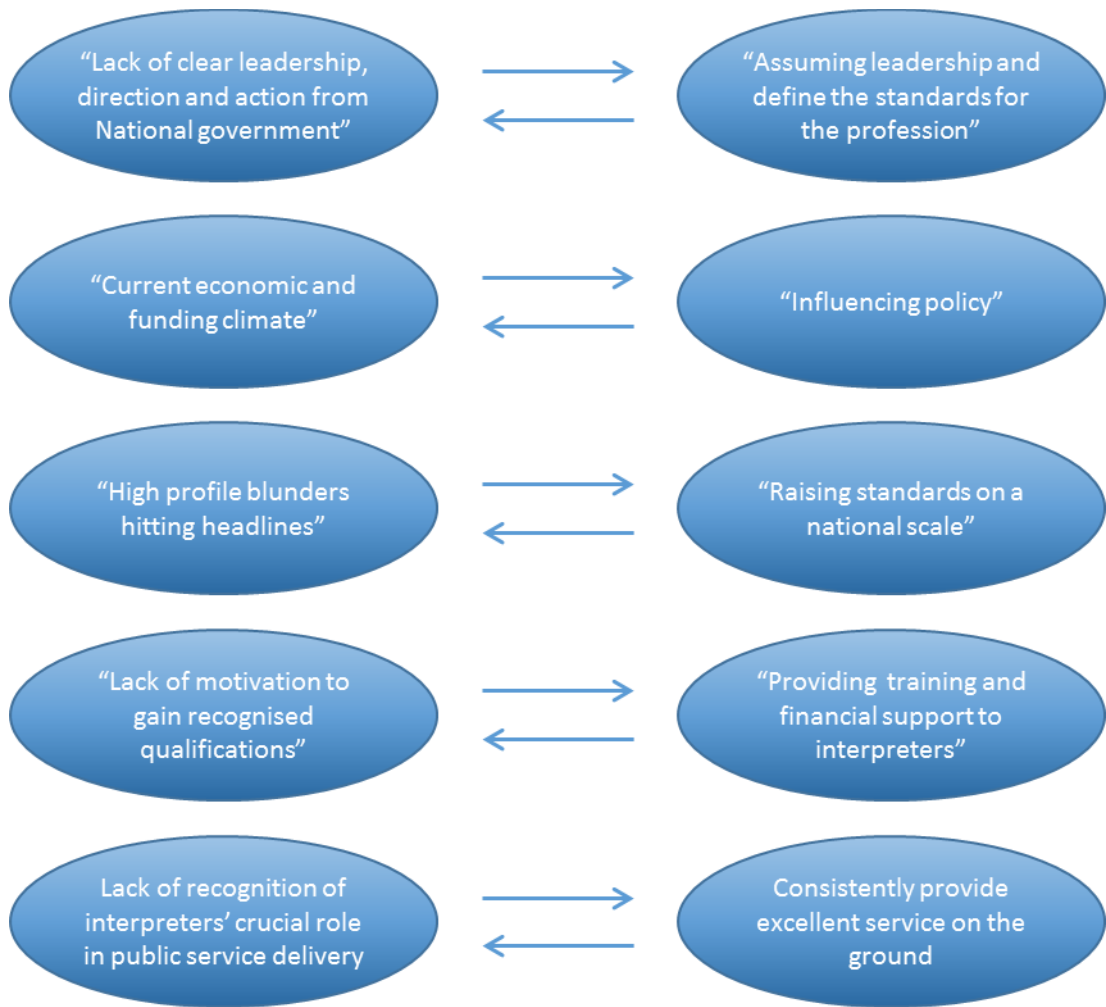 “Lack of clear leadership,
direction and action from
National government”
“Assuming leadership and
define the standards for
the profession”
“Current economic and
funding climate”
“Influencing policy”
“High profile blunders
hitting headlines”
“Raising standards on a
national scale”
“Lack of motivation to
gain recognised
qualifications”
“Providing  training and
financial support to
interpreters”
Lack of recognition of
interpreters’ crucial role
in public service delivery
Consistently provide
excellent service on the
ground